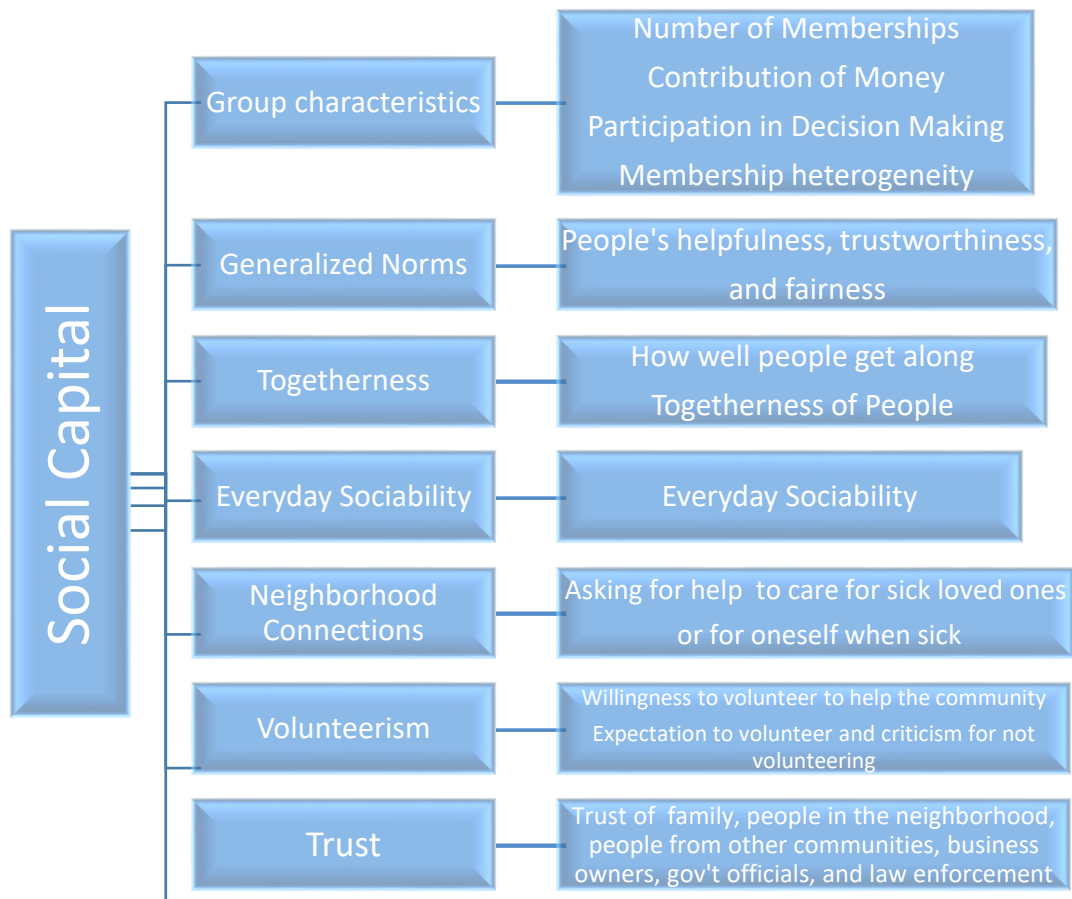 Social Capital
Group characteristics
Number of Memberships
Contribution of Money
Participation in Decision Making
Membership heterogeneity
Generalized Norms
People's helpfulness, trustworthiness,
and fairness
Togetherness
How well people get along
Togetherness of People
Everyday Sociability
Everyday Sociability
Neighborhood
Connections
Asking for help  to care for sick loved ones
or for oneself when sick
Volunteerism
Willingness to volunteer to help the community
Expectation to volunteer and criticism for not
volunteering
Trust
Trust of  family, people in the neighborhood,
people from other communities, business
owners, gov't officials, and law enforcement